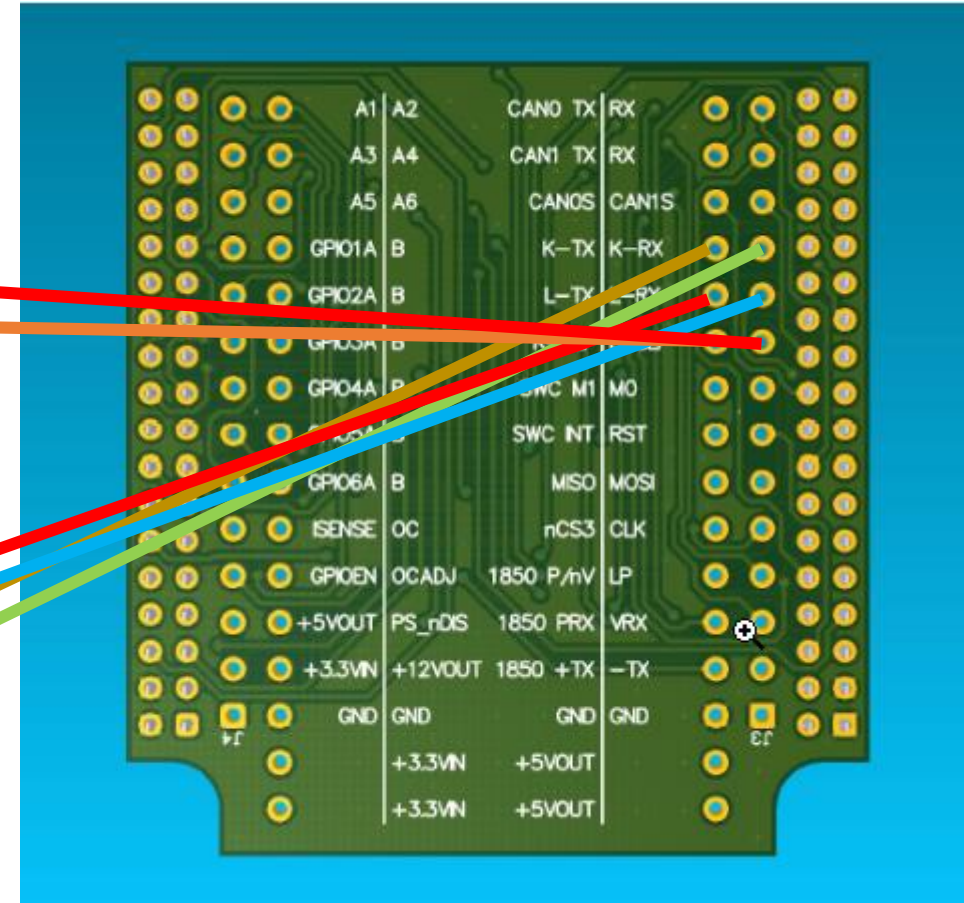 A1 A2 CAN0 TX RX
A3 A4 CAN1 TX RX
A5 A6 CAN0S CAN1S
GPIO1A B K-TX K-RX
GPIO2A B L-TX L-RX
GPIO3A B
GPIO4A B SWC M1 M0
GPIO5A B SWC INT RST
GPIO6A B MISO MOSI
ISENSE OC nCS3 CLK
GPIOEN OCADJ 1850 P/nV LP
+5VOUT PS_nDIS 1850 PRX VRX
+3.3VIN +12VOUT 1850 +TX -TX
GND GND GND GND
J4 J3
+3.3VIN +5VOUT
+3.3VIN +5VOUT